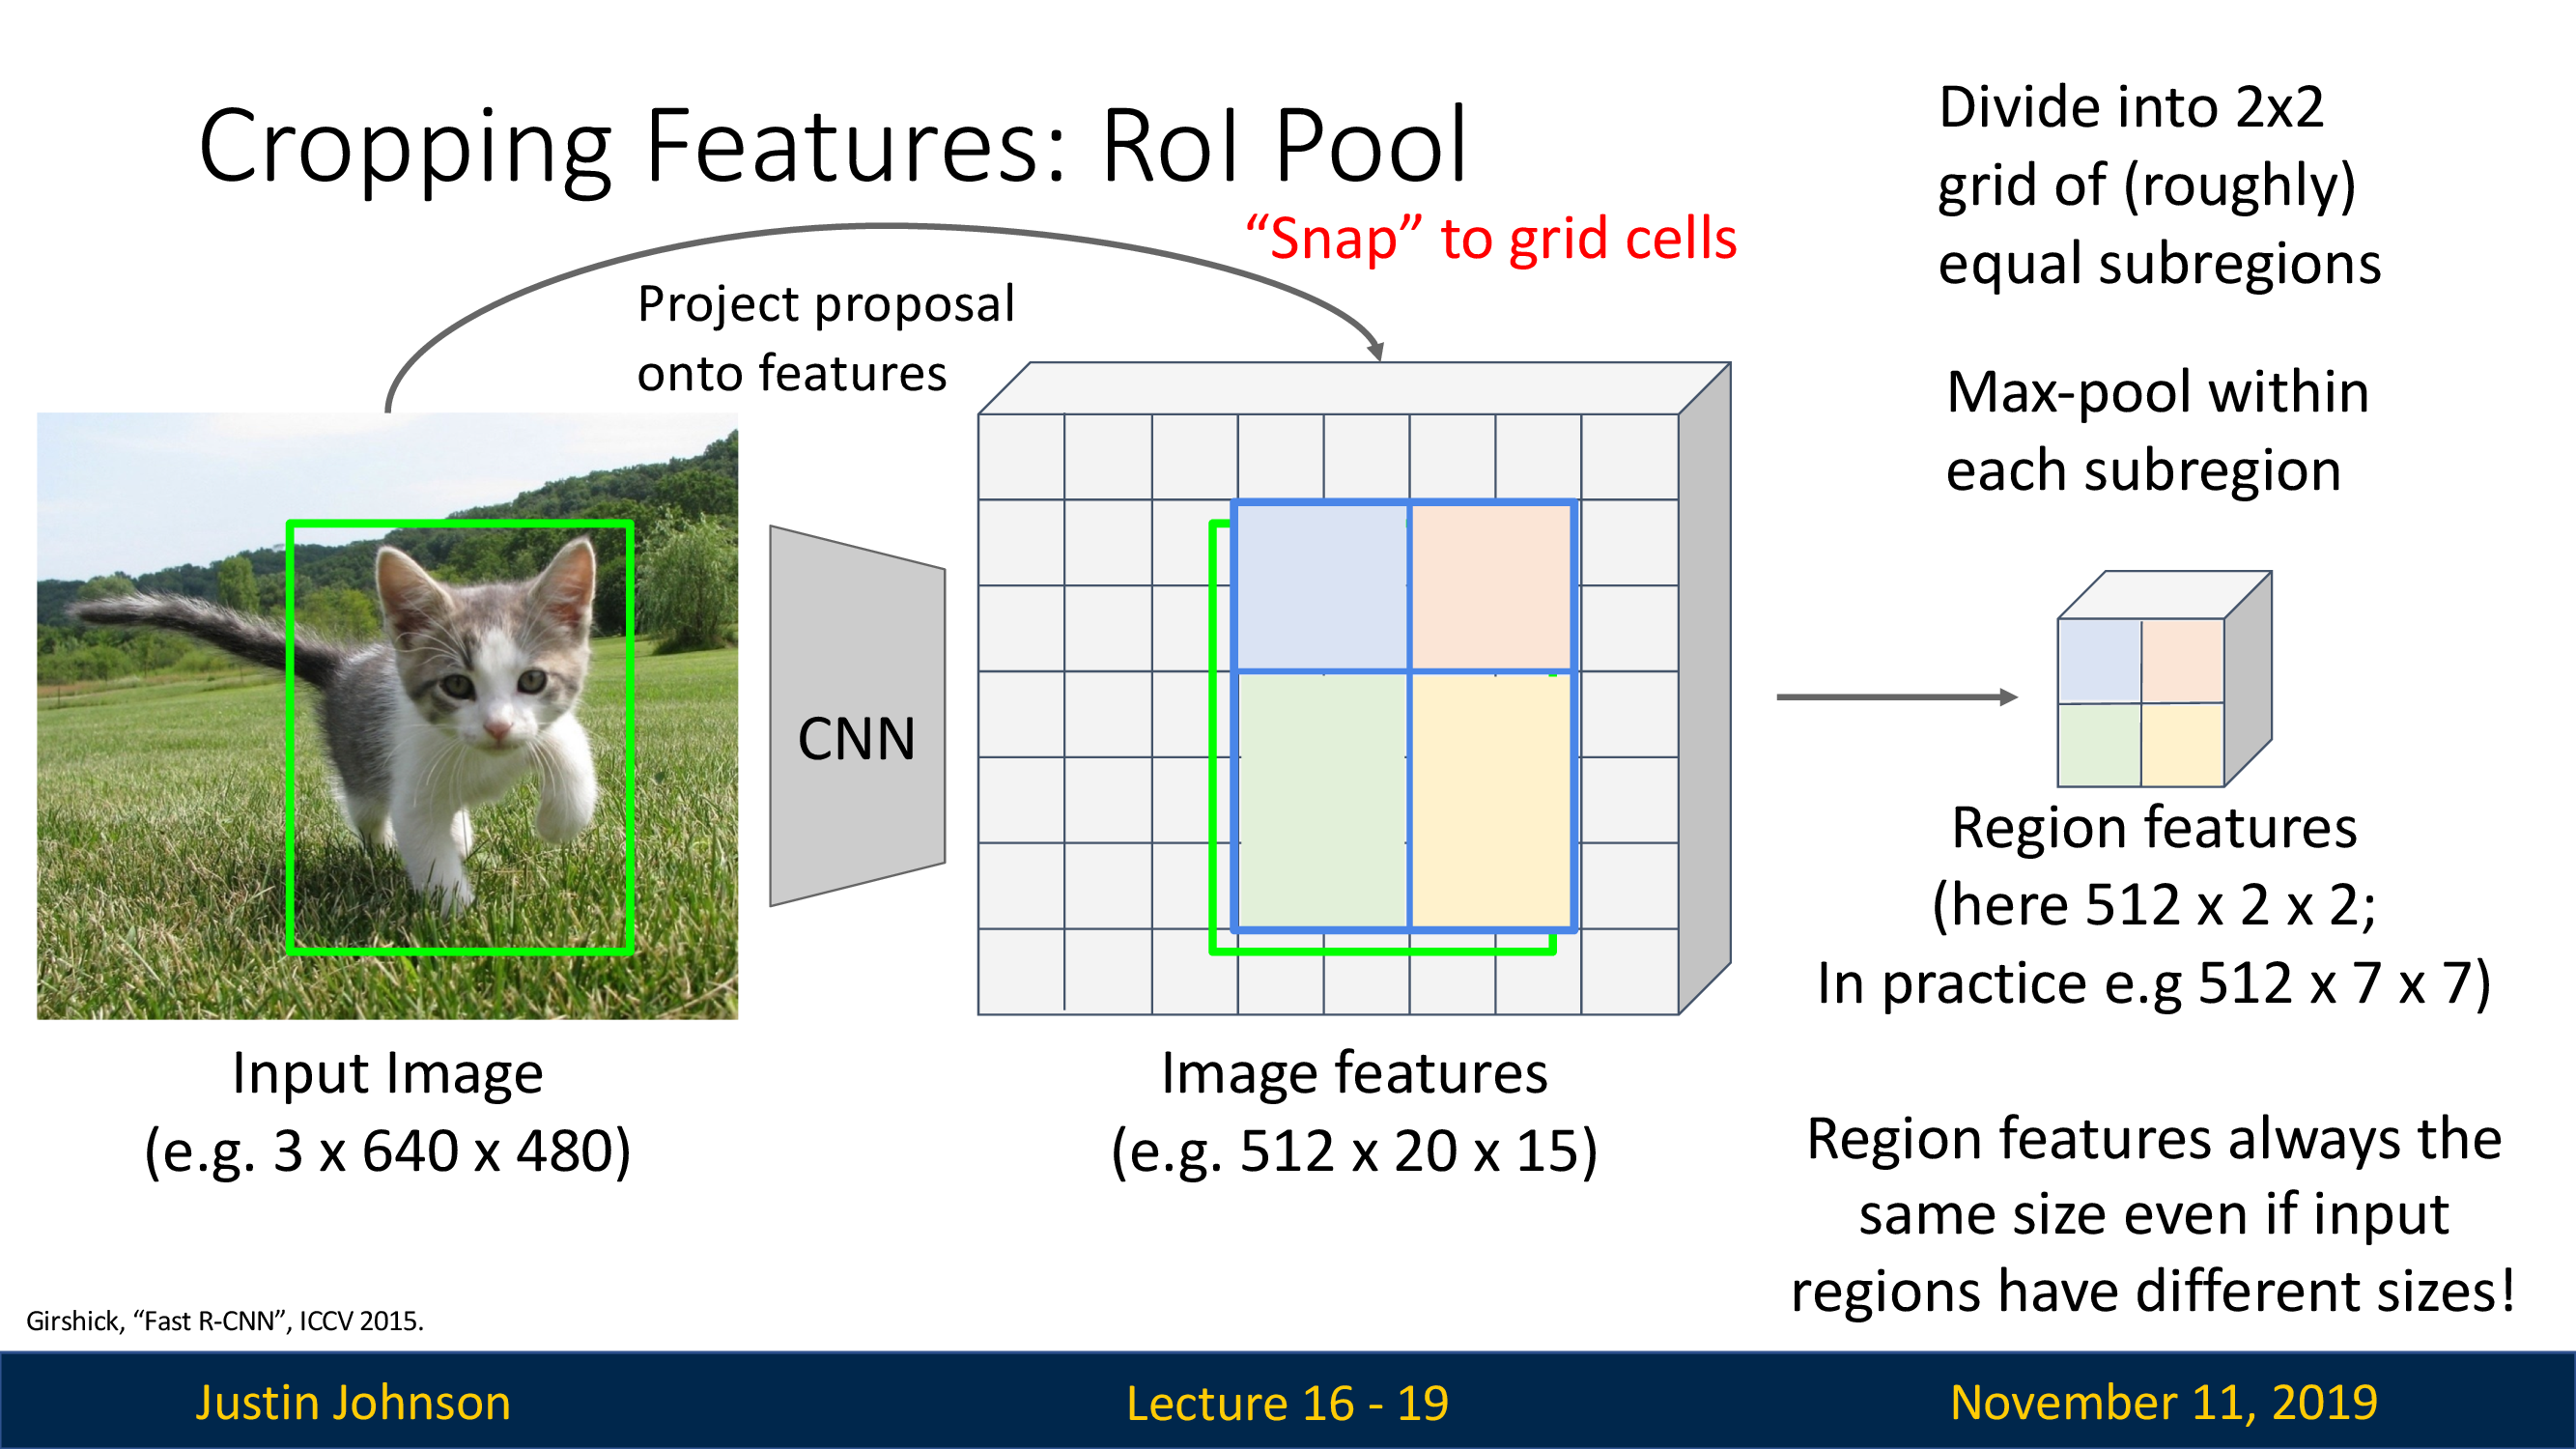 Cropping Features: RoI Pool
“Snap” to grid cells
Project proposal
onto features
CNN
Input Image
(e.g. 3 x 640 x 480)
Image features
(e.g. 512 x 20 x 15)
Divide into 2x2
grid of (roughly)
equal subregions
Max-pool within
each subregion
Region features
(here 512 x 2 x 2;
In practice e.g 512 x 7 x 7)
Region features always the
same size even if input
regions have different sizes!
Girshick, “Fast R-CNN”, ICCV 2015.
Justin Johnson
Lecture 16 - 19
November 11, 2019